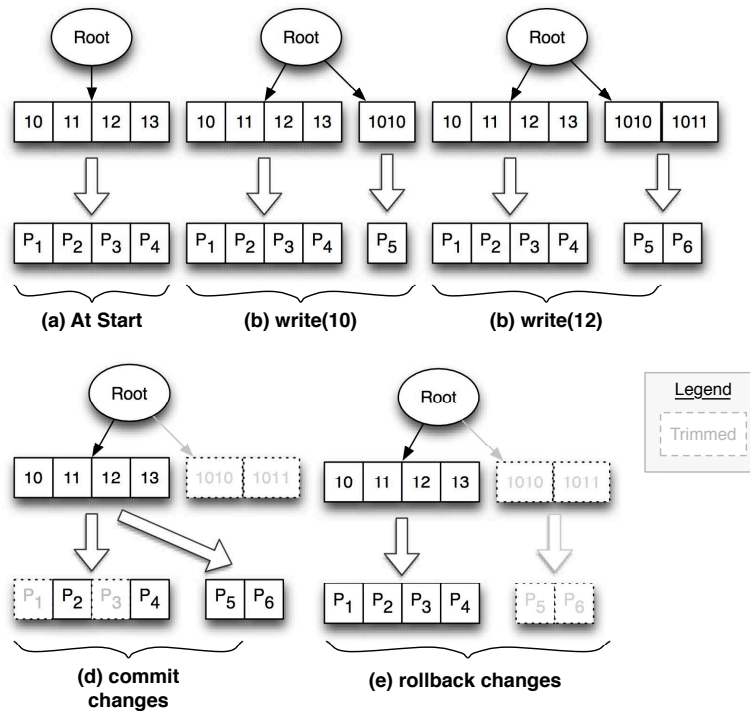 Root Root Root
10 11 12 13 10 11 12 13 1010 10 11 12 13 1010 1011
P1 P2 P3 P4 P1 P2 P3 P4 P5 P1 P2 P3 P4 P5 P6
(a) At Start (b) write(10) (b) write(12)
Root Root
Legend
Trimmed
10 11 12 13 1010 1011 10 11 12 13 1010 1011
P1 P2 P3 P4 P5 P6 P1 P2 P3 P4 P5 P6
(d) commit
changes
(e) rollback changes